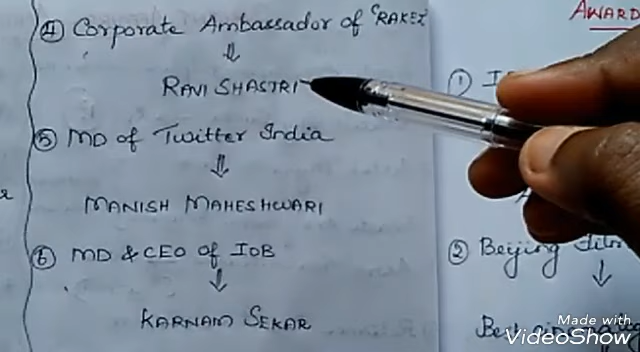 ④ Corporate Ambassador of "RAKEZ
⇓
RAVI SHASTRI
⑤ MD of Twitter India
⇓
MANISH MAHESHWARI
⑥ MD & CEO of IOB
↓
KARNAM SEKAR
AWARD
①
② Beijing
↓
Best
Made with
VideoShow